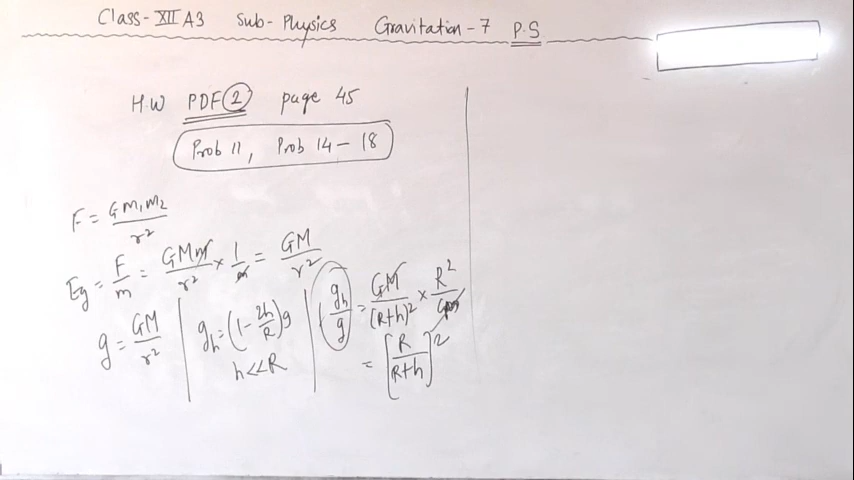 Class-XII A3 Sub-Physics Gravitation-7 P.S
H.W PDF(2) page 45
Prob 11, Prob 14-18
F = Gm₁m₂/r²
Eg = F/m = GMm/r² × 1/m = GM/r²
g = GM/r² | gh = (1 - 2h/R)g | gh/g = GM/(R+h)² × R²/GM
h<<R = [R/R+h]²